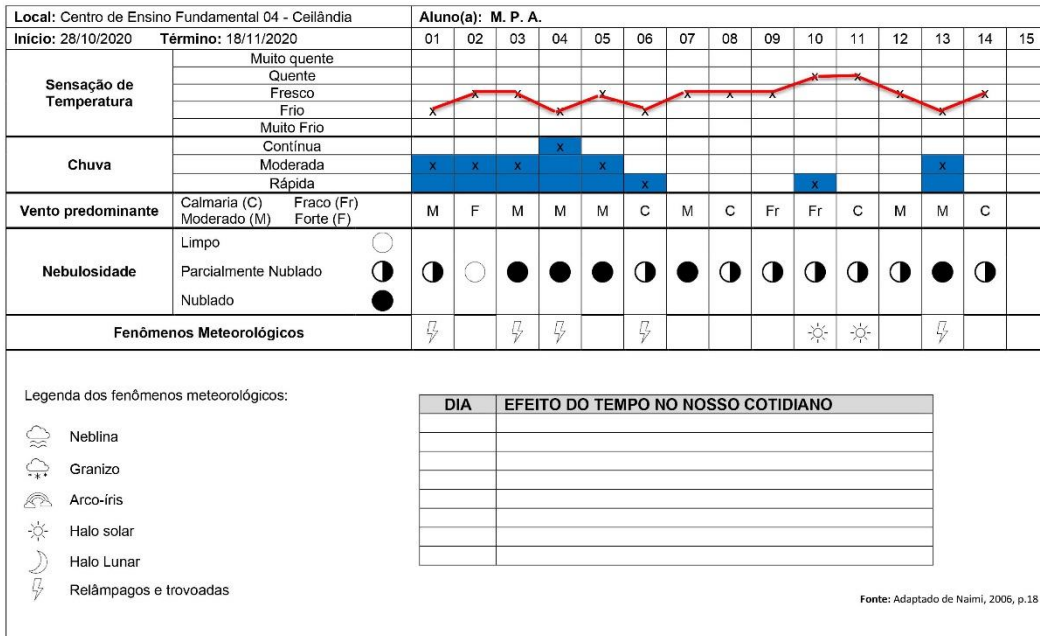 Local: Centro de Ensino Fundamental 04 - Ceilândia Aluno(a): M. P. A.
Início: 28/10/2020 Término: 18/11/2020 01 02 03 04 05 06 07 08 09 10 11 12 13 14 15
Sensação de Temperatura
Muito quente
Quente x x
Fresco x x x x x x x x
Frio x x x x
Muito Frio
Chuva
Contínua x
Moderada x x x x x
Rápida x x
Vento predominante
Calmaria (C) Fraco (Fr)
Moderado (M) Forte (F)
M F M M M C M C Fr Fr C M M C
Nebulosidade
Limpo
Parcialmente Nublado
Nublado
Fenômenos Meteorológicos
Legenda dos fenômenos meteorológicos:
Neblina
Granizo
Arco-íris
Halo solar
Halo Lunar
Relâmpagos e trovoadas
DIA EFEITO DO TEMPO NO NOSSO COTIDIANO
Fonte: Adaptado de Naimi, 2006, p.18